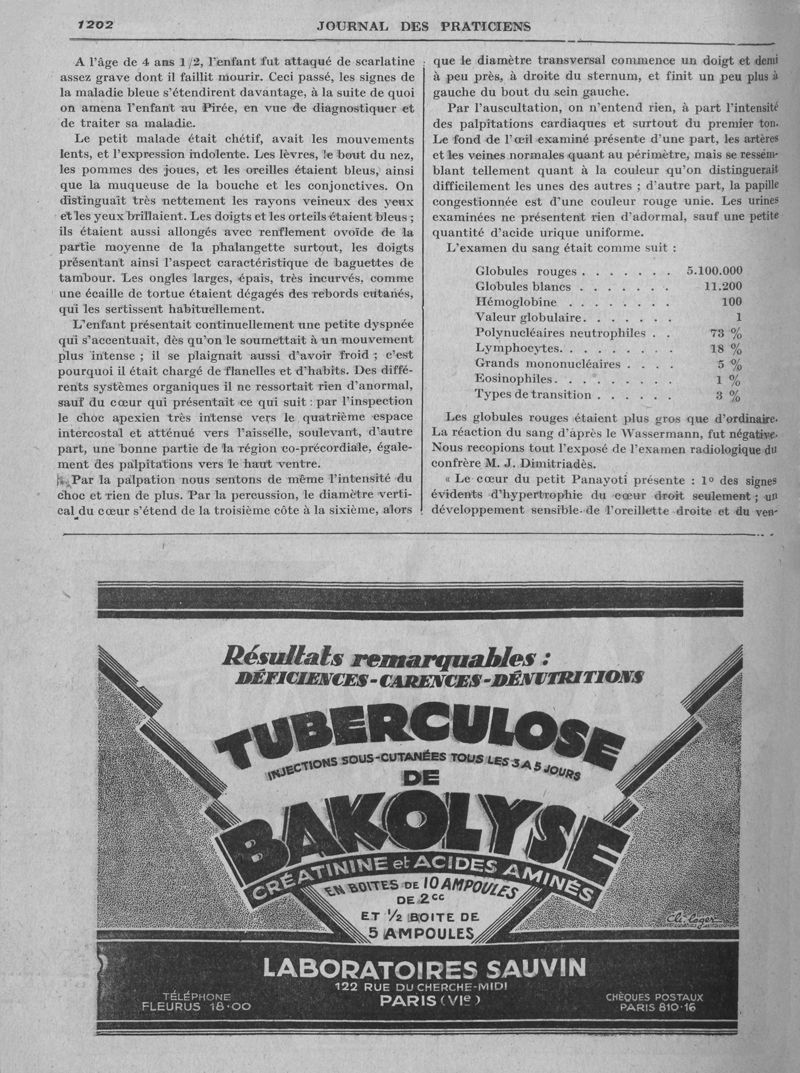 1202
JOURNAL DES PRATICIENS
A l'âge de 4 ans 1/2, l'enfant fut attaqué de scarlatine
assez grave dont il faillit mourir. Ceci passé, les signes de
la maladie bleue s'étendirent davantage, à la suite de quoi
on amena l'enfant au Pirée, en vue de diagnostiquer et
de traiter sa maladie.
Le petit malade était chétif, avait les mouvements
lents, et l'expression indolente. Les lèvres, le bout du nez,
les pommes des joues, et les oreilles étaient bleus, ainsi
que la muqueuse de la bouche et les conjonctives. On
distinguait très nettement les rayons veineux des yeux
et les yeux brillaient. Les doigts et les orteils étaient bleus ;
ils étaient aussi allongés avec renflement ovoïde de la
partie moyenne de la phalangette surtout, les doigts
présentant ainsi l'aspect caractéristique de baguettes de
tambour. Les ongles larges, épais, très incurvés, comme
une écaille de tortue étaient dégagés des rebords cutanés,
qui les sertissent habituellement.
L'enfant présentait continuellement une petite dyspnée
qui s'accentuait, dès qu'on le soumettait à un mouvement
plus intense ; il se plaignait aussi d'avoir froid ; c'est
pourquoi il était chargé de flanelles et d'habits. Des diffé-
rents systèmes organiques il ne ressortait rien d'anormal,
sauf du cœur qui présentait ce qui suit : par l'inspection
le choc apexien très intense vers le quatrième espace
intercostal et atténué vers l'aisselle, soulevant, d'autre
part, une bonne partie de la région co-précordiale, égale-
ment des palpitations vers le haut ventre.
Par la palpation nous sentons de même l'intensité du
choc et rien de plus. Par la percussion, le diamètre verti-
cal du cœur s'étend de la troisième côte à la sixième, alors
que le diamètre transversal commence un doigt et demi
à peu près, à droite du sternum, et finit un peu plus à
gauche du bout du sein gauche.
Par l'auscultation, on n'entend rien, à part l'intensité
des palpitations cardiaques et surtout du premier ton.
Le fond de l'œil examiné présente d'une part, les artères
et les veines normales quant au périmètre, mais se ressem-
blant tellement quant à la couleur qu'on distinguerait
difficilement les unes des autres ; d'autre part, la papille
congestionnée est d'une couleur rouge unie. Les urines
examinées ne présentent rien d'adormal, sauf une petite
quantité d'acide urique uniforme.
L'examen du sang était comme suit :
Globules rouges . . . . . . . 5.100.000
Globules blancs . . . . . . . 11.200
Hémoglobine . . . . . . . . 100
Valeur globulaire. . . . . . . 1
Polynucléaires neutrophiles . . 73 %
Lymphocytes. . . . . . . . . 18 %
Grands mononucléaires . . . . 5 %
Eosinophiles. . . . . . . . . 1 %
Types de transition . . . . . . 3 %
Les globules rouges étaient plus gros que d'ordinaire.
La réaction du sang d'après le Wassermann, fut négative.
Nous recopions tout l'exposé de l'examen radiologique du
confrère M. J. Dimitriadès.
« Le cœur du petit Panayoti présente : 1° des signes
évidents d'hypertrophie du cœur droit seulement ; un
développement sensible de l'oreillette droite et du ven-
Résultats remarquables :
DÉFICIENCES-CARENCES-DÉNUTRITIONS
TUBERCULOSE
INJECTIONS SOUS-CUTANÉES TOUS LES 3 A 5 JOURS
DE
BAKOLYSE
CRÉATININE et ACIDES AMINÉS
EN BOITES DE 10 AMPOULES
DE 2cc
ET 1/2 BOITE DE
5 AMPOULES
LABORATOIRES SAUVIN
122 RUE DU CHERCHE-MIDI
PARIS (VIe)
TÉLÉPHONE
FLEURUS 18-00
CHÈQUES POSTAUX
PARIS 810-16